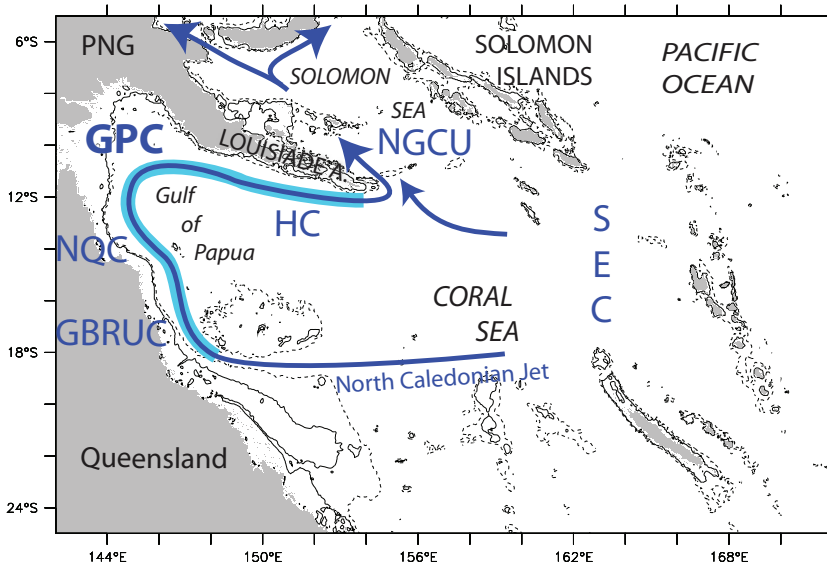 6°S
PNG
SOLOMON
ISLANDS
PACIFIC
OCEAN
SOLOMON
SEA
GPC
LOUISIADE A
NGCU
12°S
Gulf
of
Papua
HC
S
E
C
NQC
CORAL
SEA
GBRUC
18°S
North Caledonian Jet
Queensland
24°S
144°E
150°E
156°E
162°E
168°E